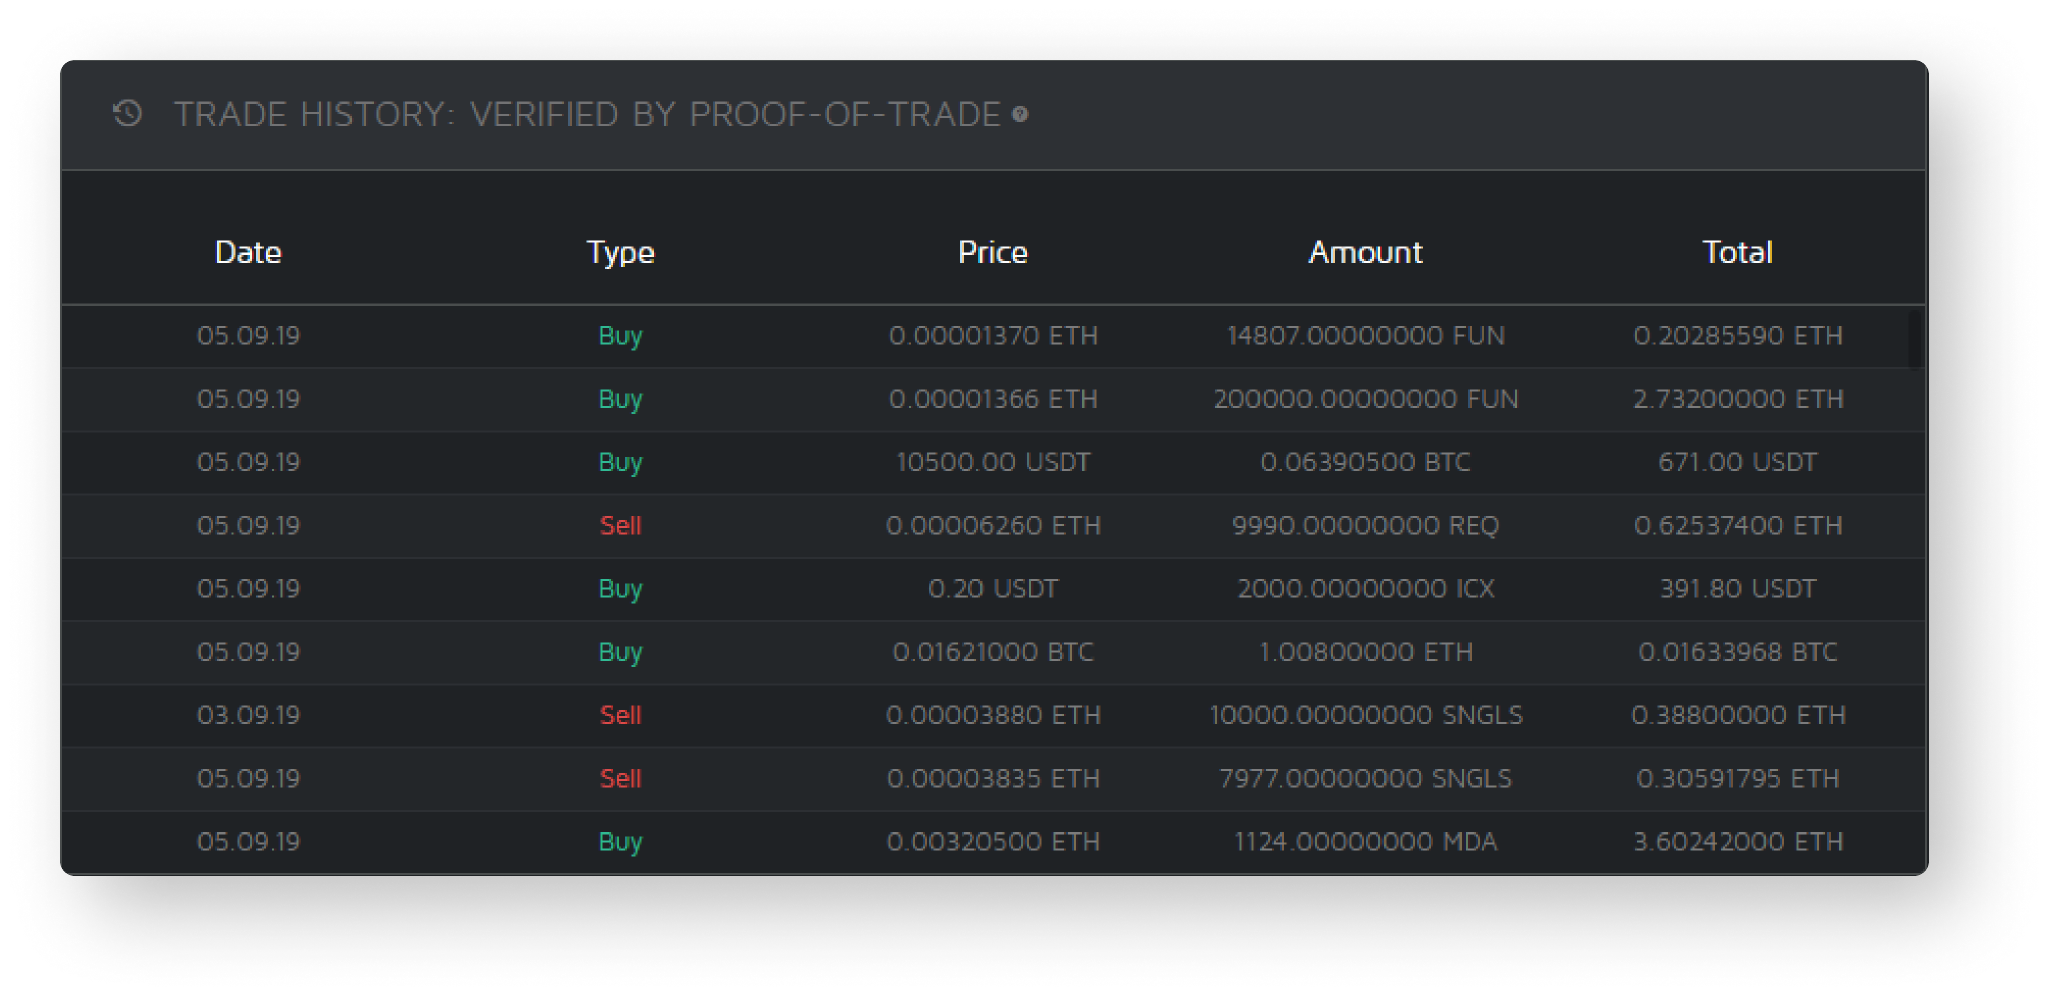 TRADE HISTORY: VERIFIED BY PROOF-OF-TRADE ?
Date Type Price Amount Total
05.09.19 Buy 0.00001370 ETH 14807.00000000 FUN 0.20285590 ETH
05.09.19 Buy 0.00001366 ETH 200000.00000000 FUN 2.73200000 ETH
05.09.19 Buy 10500.00 USDT 0.06390500 BTC 671.00 USDT
05.09.19 Sell 0.00006260 ETH 9990.00000000 REQ 0.62537400 ETH
05.09.19 Buy 0.20 USDT 2000.00000000 ICX 391.80 USDT
05.09.19 Buy 0.01621000 BTC 1.00800000 ETH 0.01633968 BTC
03.09.19 Sell 0.00003880 ETH 10000.00000000 SNGLS 0.38800000 ETH
05.09.19 Sell 0.00003835 ETH 7977.00000000 SNGLS 0.30591795 ETH
05.09.19 Buy 0.00320500 ETH 1124.00000000 MDA 3.60242000 ETH